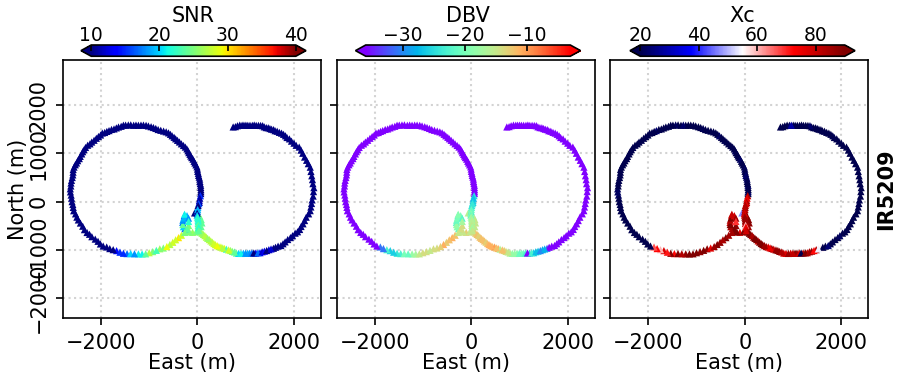 SNR
10 20 30 40
DBV
−30 −20 −10
Xc
20 40 60 80
North (m)
2000
1000
0
−1000
−2000
−2000 0 2000
East (m)
−2000 0 2000
East (m)
−2000 0 2000
East (m)
IR5209